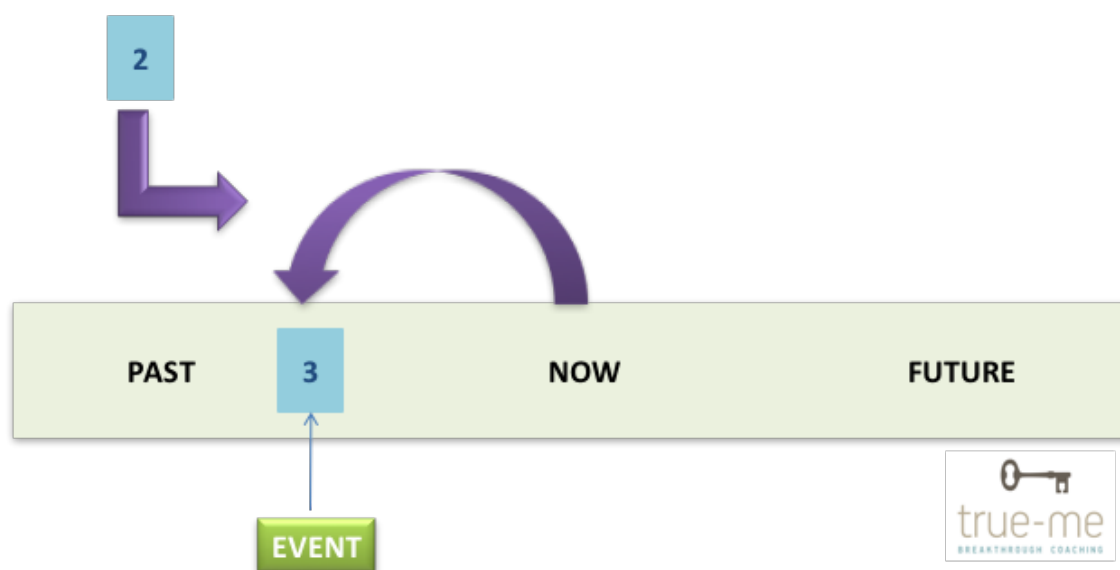 2
PAST
3
NOW
FUTURE
EVENT
true-me
BREAKTHROUGH COACHING